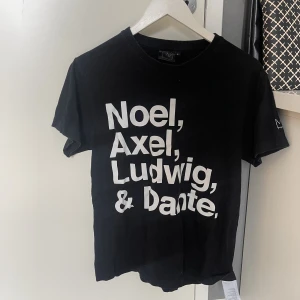 Noel,
Axel,
Ludwig,
& Dante.